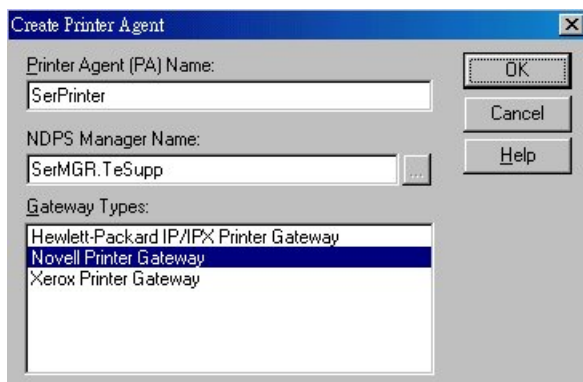 Create Printer Agent
Printer Agent (PA) Name:
SerPrinter
OK
Cancel
Help
NDPS Manager Name:
SerMGR.TeSupp
...
Gateway Types:
Hewlett-Packard IP/IPX Printer Gateway
Novell Printer Gateway
Xerox Printer Gateway